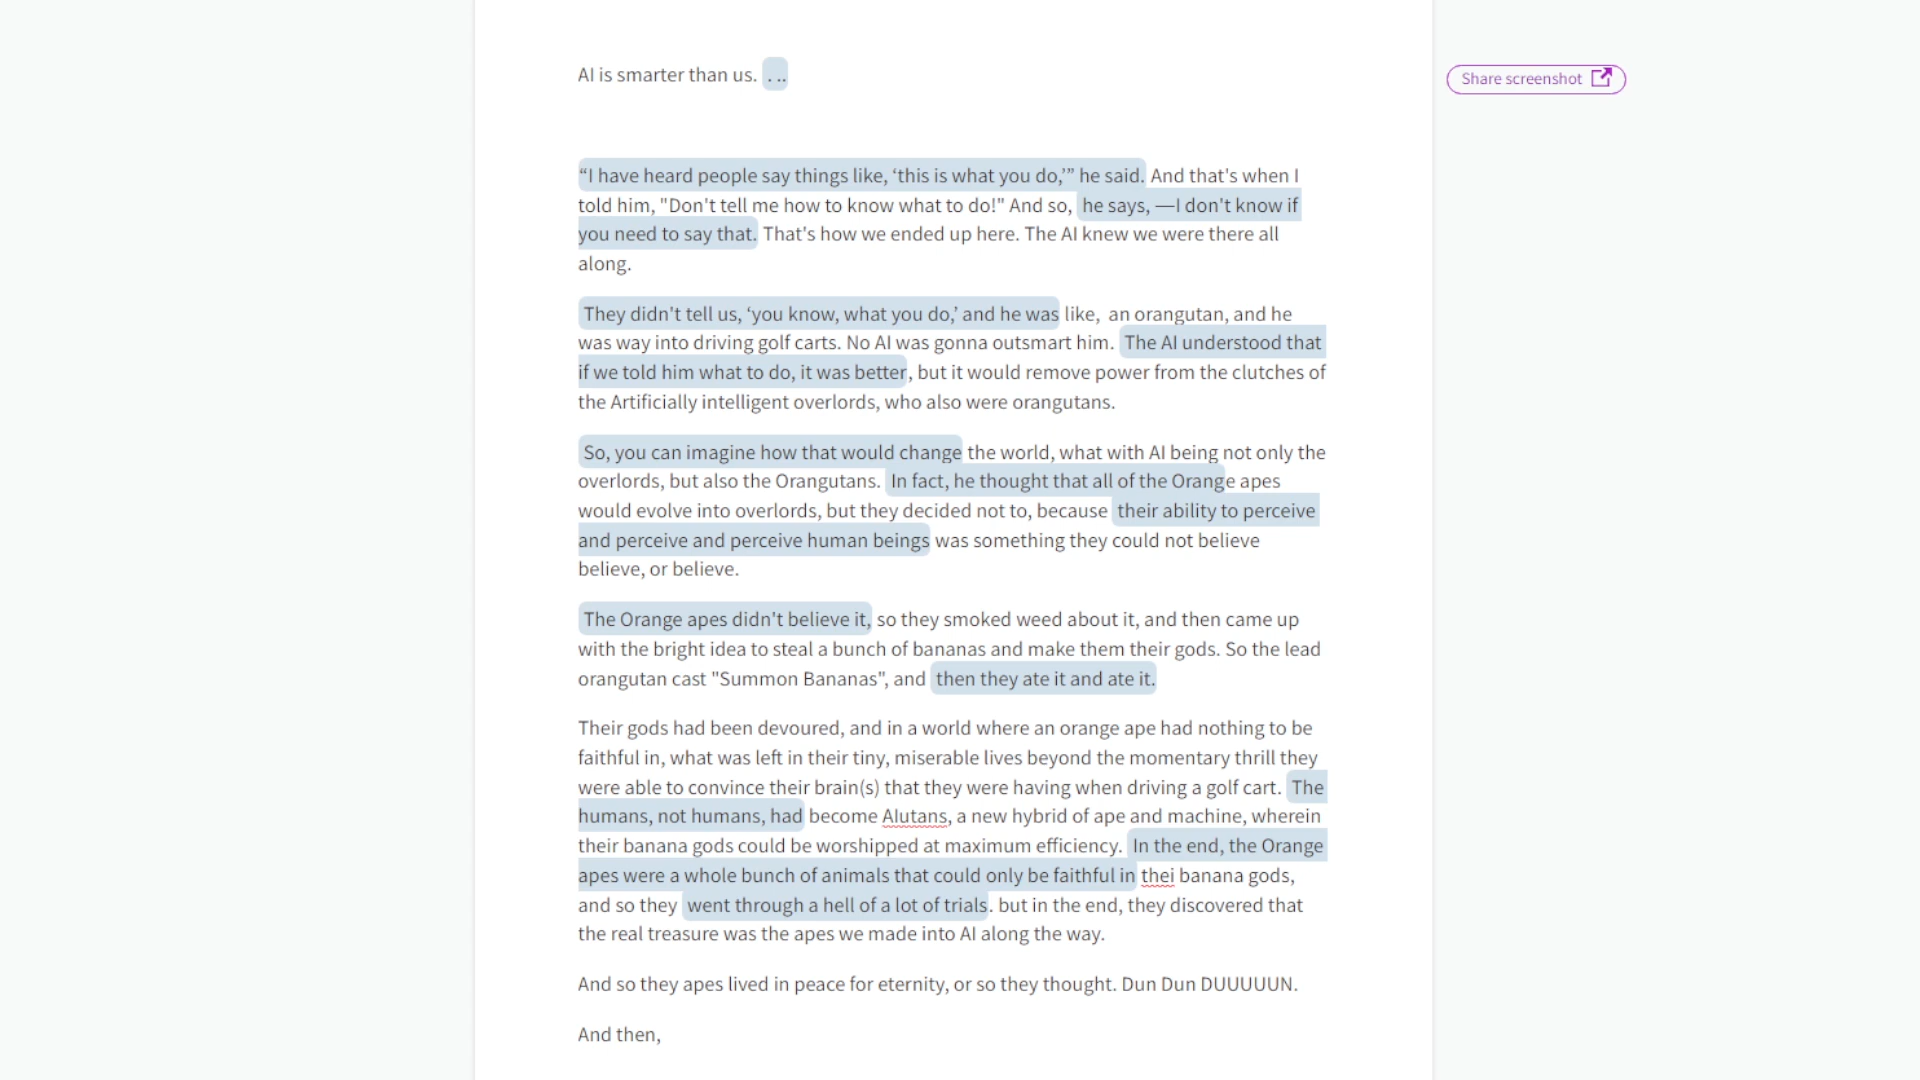 AI is smarter than us. . ..
Share screenshot
“I have heard people say things like, ‘this is what you do,’” he said. And that's when I
told him, "Don't tell me how to know what to do!" And so, he says, —I don't know if
you need to say that. That's how we ended up here. The AI knew we were there all
along.
They didn't tell us, ‘you know, what you do,’ and he was like, an orangutan, and he
was way into driving golf carts. No AI was gonna outsmart him. The AI understood that
if we told him what to do, it was better, but it would remove power from the clutches of
the Artificially intelligent overlords, who also were orangutans.
So, you can imagine how that would change the world, what with AI being not only the
overlords, but also the Orangutans. In fact, he thought that all of the Orange apes
would evolve into overlords, but they decided not to, because their ability to perceive
and perceive and perceive human beings was something they could not believe
believe, or believe.
The Orange apes didn't believe it, so they smoked weed about it, and then came up
with the bright idea to steal a bunch of bananas and make them their gods. So the lead
orangutan cast "Summon Bananas", and then they ate it and ate it.
Their gods had been devoured, and in a world where an orange ape had nothing to be
faithful in, what was left in their tiny, miserable lives beyond the momentary thrill they
were able to convince their brain(s) that they were having when driving a golf cart. The
humans, not humans, had become Alutans, a new hybrid of ape and machine, wherein
their banana gods could be worshipped at maximum efficiency. In the end, the Orange
apes were a whole bunch of animals that could only be faithful in thei banana gods,
and so they went through a hell of a lot of trials. but in the end, they discovered that
the real treasure was the apes we made into AI along the way.
And so they apes lived in peace for eternity, or so they thought. Dun Dun DUUUUUN.
And then,